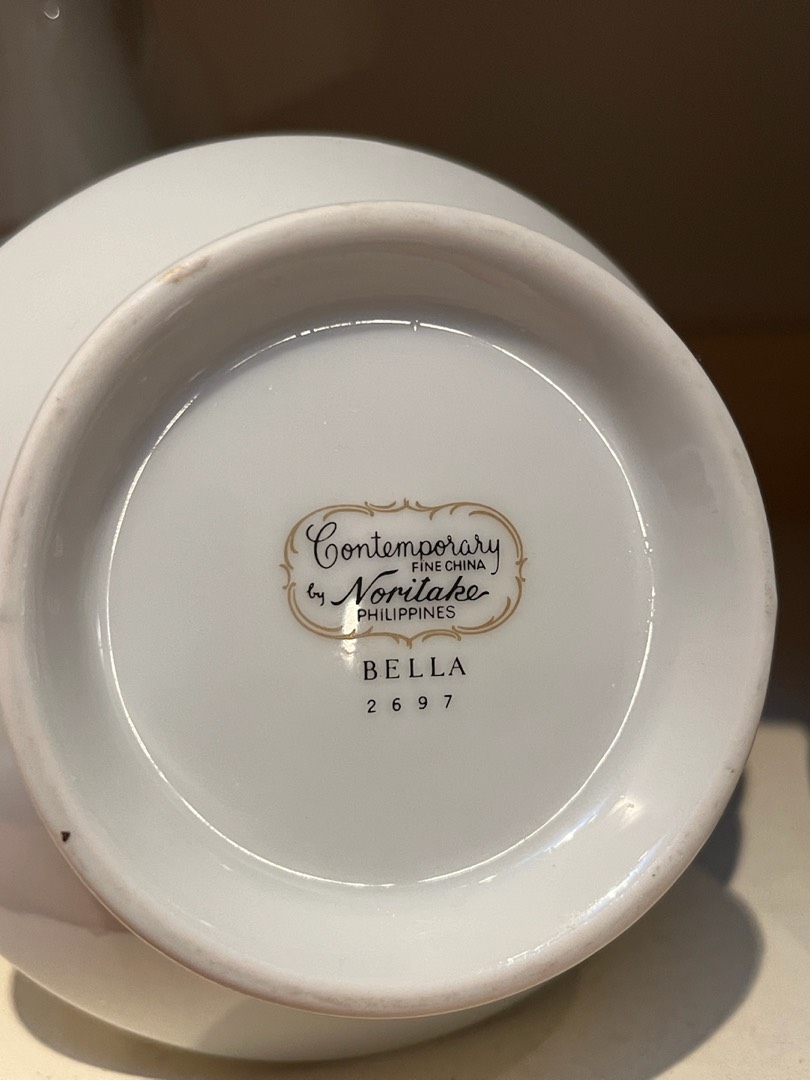 Contemporary
FINE CHINA
by Noritake
PHILIPPINES
BELLA
2697